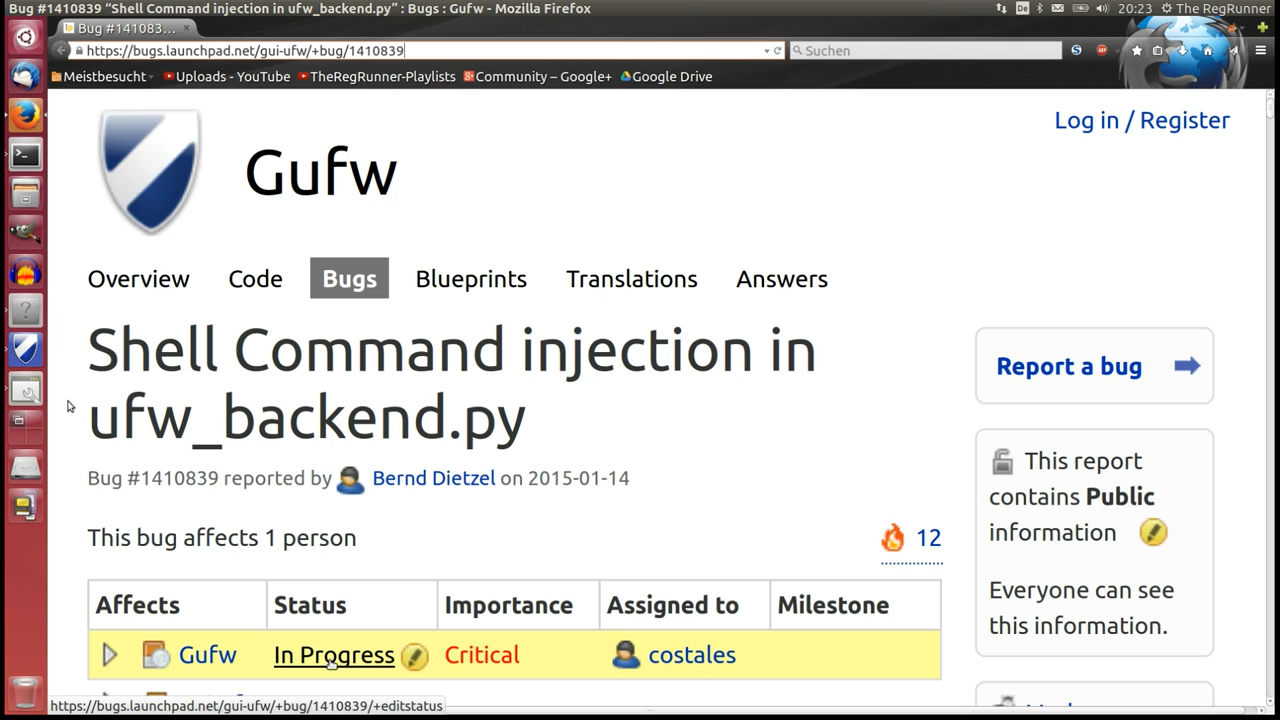 Bug #1410839 “Shell Command injection in ufw_backend.py” : Bugs : Gufw - Mozilla Firefox
De
20:23
The RegRunner
Bug #141083...
https://bugs.launchpad.net/gui-ufw/+bug/1410839
Suchen
Meistbesucht
Uploads - YouTube
TheRegRunner-Playlists
Community – Google+
Google Drive
Log in / Register
Gufw
Overview
Code
Bugs
Blueprints
Translations
Answers
Shell Command injection in
ufw_backend.py
Report a bug
Bug #1410839 reported by Bernd Dietzel on 2015-01-14
This report
contains Public
information
This bug affects 1 person
12
Everyone can see
this information.
Affects
Status
Importance
Assigned to
Milestone
Gufw
In Progress
Critical
costales
https://bugs.launchpad.net/gui-ufw/+bug/1410839/+editstatus